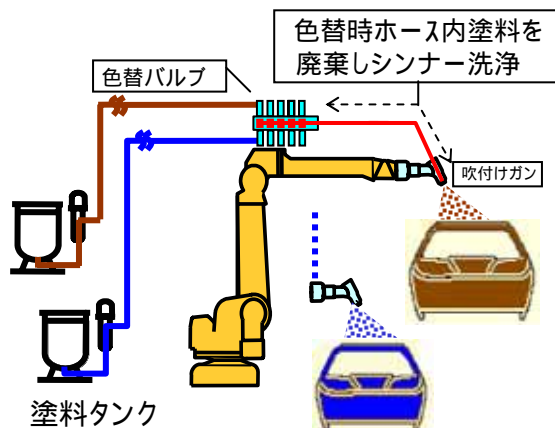 色替時ホース内塗料を
廃棄しシンナー洗浄
色替バルブ
吹付けガン
塗料タンク